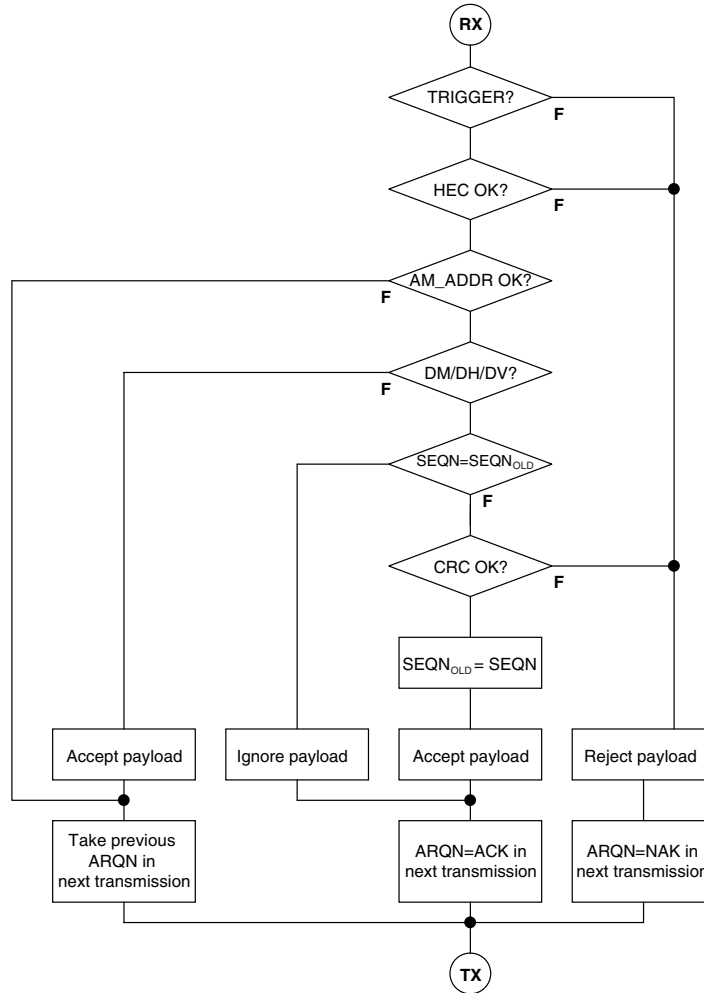 RX
TRIGGER?
F
HEC OK?
F
AM_ADDR OK?
F
DM/DH/DV?
F
SEQN=SEQN_OLD
F
CRC OK?
F
SEQN_OLD = SEQN
Accept payload
Ignore payload
Accept payload
Reject payload
Take previous
ARQN in
next transmission
ARQN=ACK in
next transmission
ARQN=NAK in
next transmission
TX